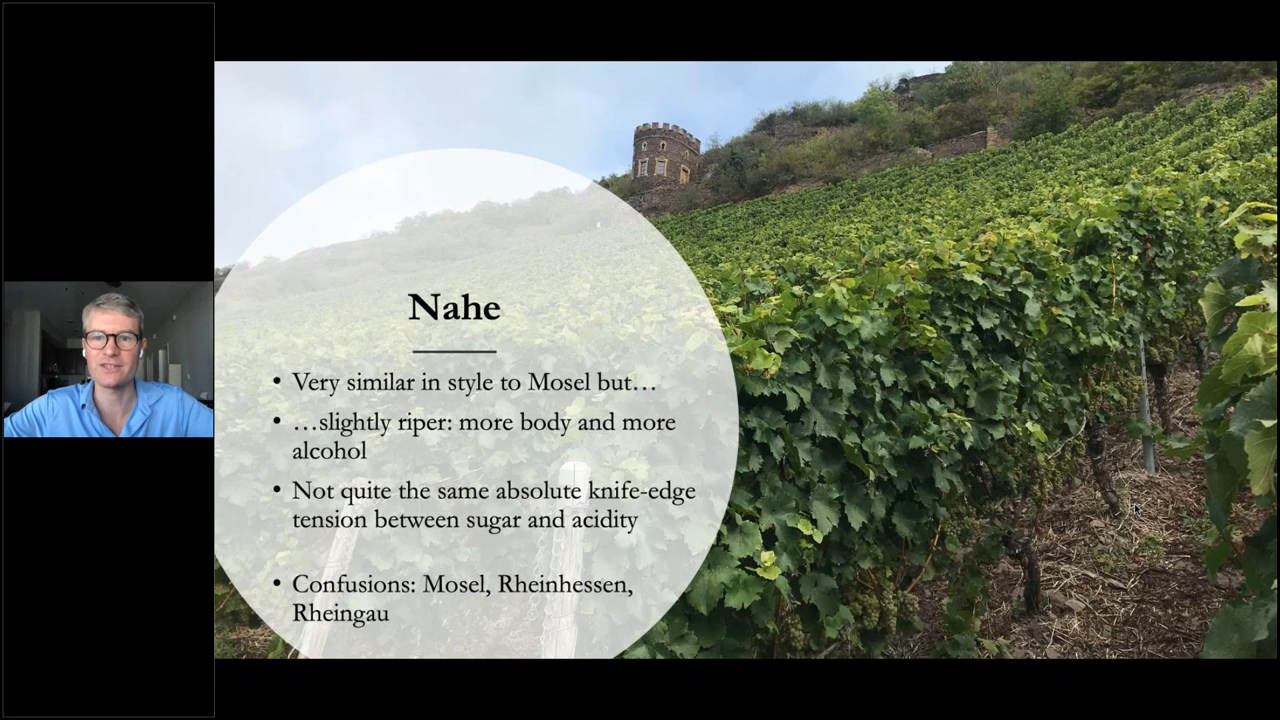 Nahe
• Very similar in style to Mosel but…
• …slightly riper: more body and more
alcohol
• Not quite the same absolute knife-edge
tension between sugar and acidity
• Confusions: Mosel, Rheinhessen,
Rheingau